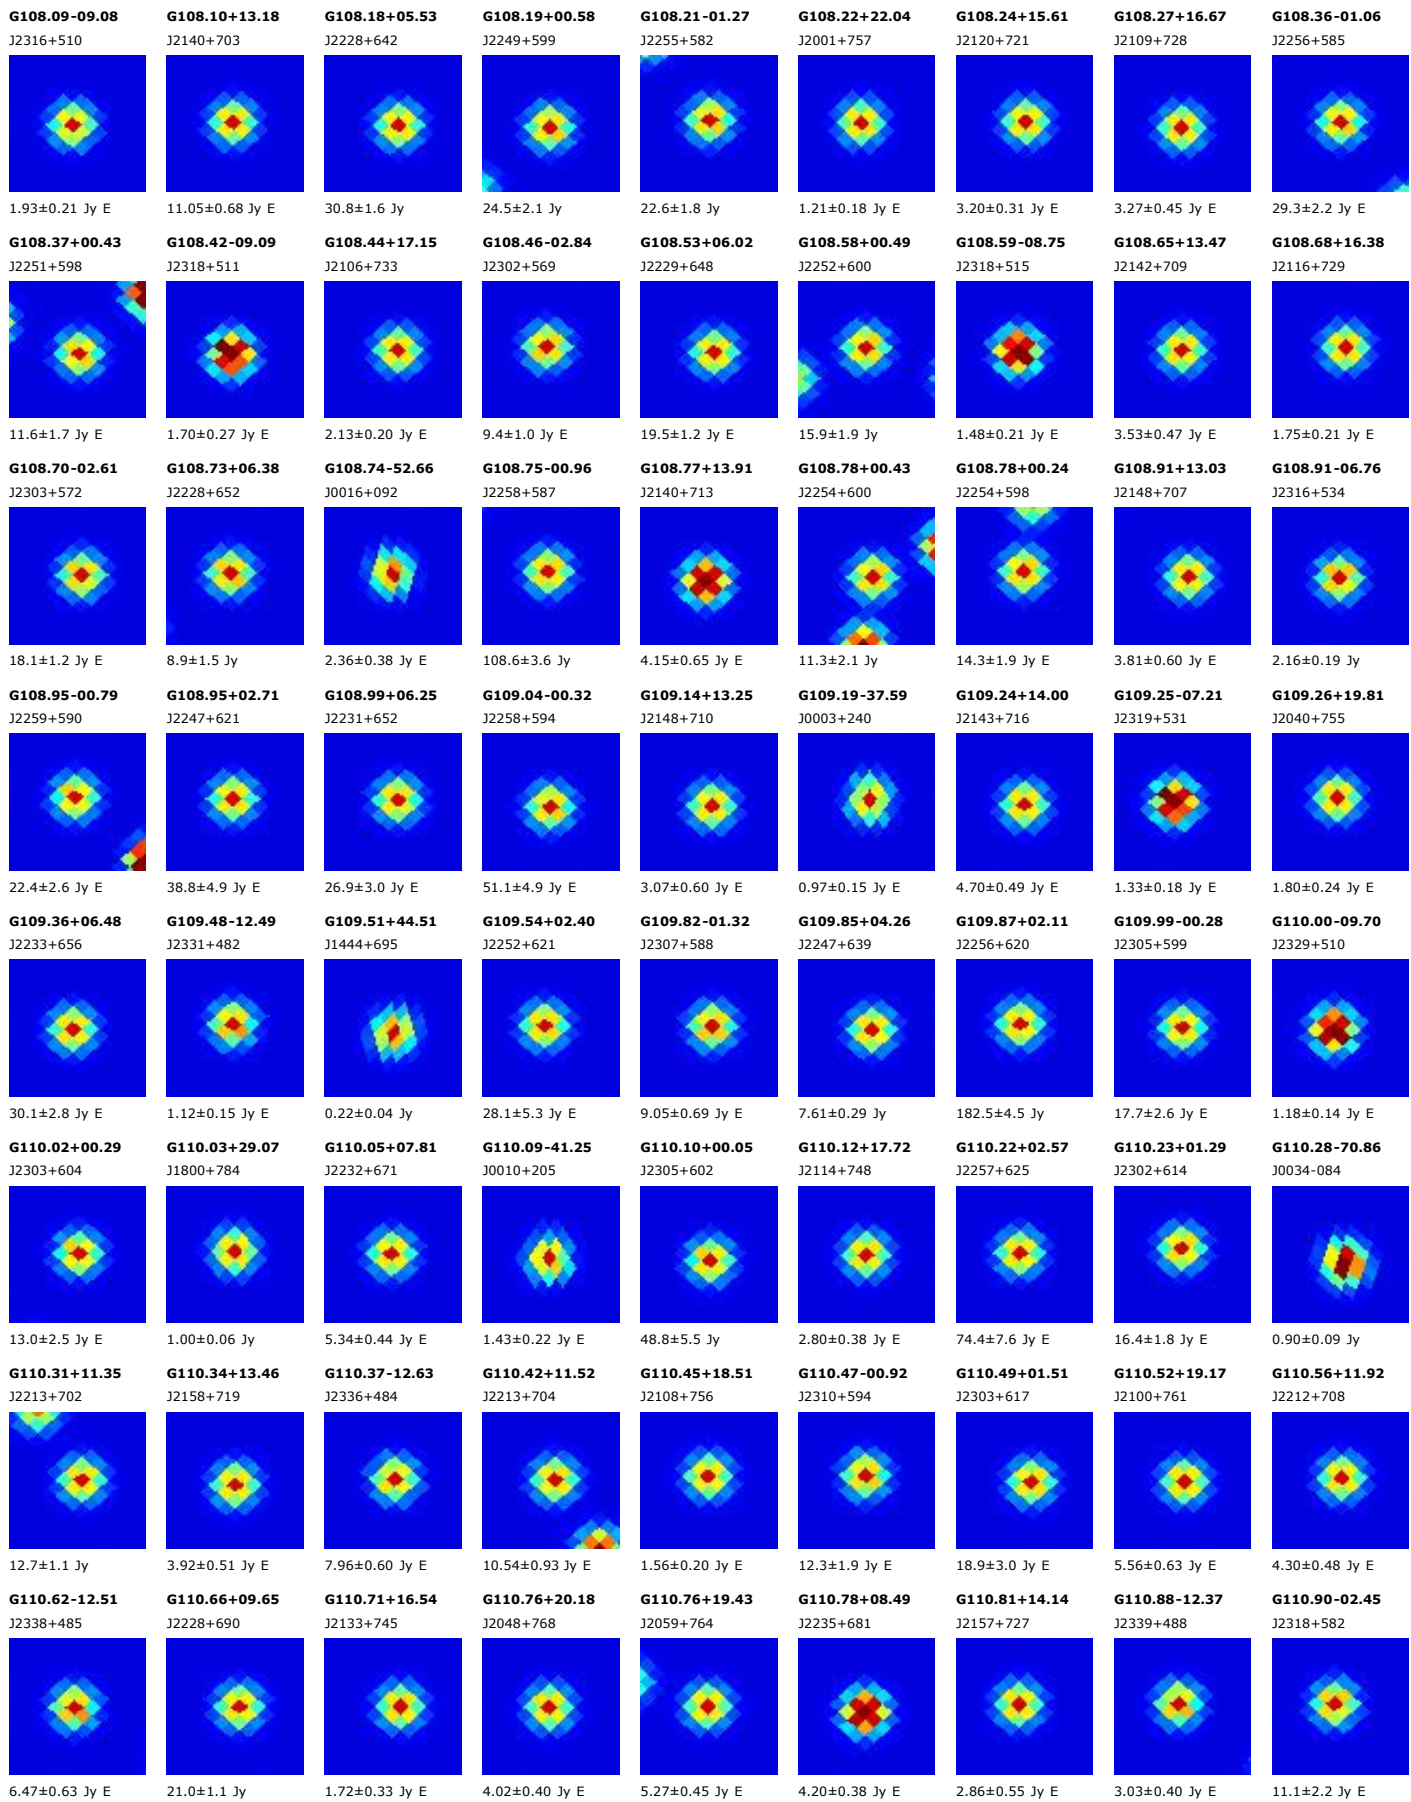 G108.09-09.08 G108.10+13.18 G108.18+05.53 G108.19+00.58 G108.21-01.27 G108.22+22.04 G108.24+15.61 G108.27+16.67 G108.36-01.06
J2316+510 J2140+703 J2228+642 J2249+599 J2255+582 J2001+757 J2120+721 J2109+728 J2256+585
1.93±0.21 Jy E 11.05±0.68 Jy E 30.8±1.6 Jy 24.5±2.1 Jy 22.6±1.8 Jy 1.21±0.18 Jy E 3.20±0.31 Jy E 3.27±0.45 Jy E 29.3±2.2 Jy E
G108.37+00.43 G108.42-09.09 G108.44+17.15 G108.46-02.84 G108.53+06.02 G108.58+00.49 G108.59-08.75 G108.65+13.47 G108.68+16.38
J2251+598 J2318+511 J2106+733 J2302+569 J2229+648 J2252+600 J2318+515 J2142+709 J2116+729
11.6±1.7 Jy E 1.70±0.27 Jy E 2.13±0.20 Jy E 9.4±1.0 Jy E 19.5±1.2 Jy E 15.9±1.9 Jy 1.48±0.21 Jy E 3.53±0.47 Jy E 1.75±0.21 Jy E
G108.70-02.61 G108.73+06.38 G108.74-52.66 G108.75-00.96 G108.77+13.91 G108.78+00.43 G108.78+00.24 G108.91+13.03 G108.91-06.76
J2303+572 J2228+652 J0016+092 J2258+587 J2140+713 J2254+600 J2254+598 J2148+707 J2316+534
18.1±1.2 Jy E 8.9±1.5 Jy 2.36±0.38 Jy E 108.6±3.6 Jy 4.15±0.65 Jy E 11.3±2.1 Jy 14.3±1.9 Jy E 3.81±0.60 Jy E 2.16±0.19 Jy
G108.95-00.79 G108.95+02.71 G108.99+06.25 G109.04-00.32 G109.14+13.25 G109.19-37.59 G109.24+14.00 G109.25-07.21 G109.26+19.81
J2259+590 J2247+621 J2231+652 J2258+594 J2148+710 J0003+240 J2143+716 J2319+531 J2040+755
22.4±2.6 Jy E 38.8±4.9 Jy E 26.9±3.0 Jy E 51.1±4.9 Jy E 3.07±0.60 Jy E 0.97±0.15 Jy E 4.70±0.49 Jy E 1.33±0.18 Jy E 1.80±0.24 Jy E
G109.36+06.48 G109.48-12.49 G109.51+44.51 G109.54+02.40 G109.82-01.32 G109.85+04.26 G109.87+02.11 G109.99-00.28 G110.00-09.70
J2233+656 J2331+482 J1444+695 J2252+621 J2307+588 J2247+639 J2256+620 J2305+599 J2329+510
30.1±2.8 Jy E 1.12±0.15 Jy E 0.22±0.04 Jy 28.1±5.3 Jy E 9.05±0.69 Jy E 7.61±0.29 Jy 182.5±4.5 Jy 17.7±2.6 Jy E 1.18±0.14 Jy E
G110.02+00.29 G110.03+29.07 G110.05+07.81 G110.09-41.25 G110.10+00.05 G110.12+17.72 G110.22+02.57 G110.23+01.29 G110.28-70.86
J2303+604 J1800+784 J2232+671 J0010+205 J2305+602 J2114+748 J2257+625 J2302+614 J0034-084
13.0±2.5 Jy E 1.00±0.06 Jy 5.34±0.44 Jy E 1.43±0.22 Jy E 48.8±5.5 Jy 2.80±0.38 Jy E 74.4±7.6 Jy E 16.4±1.8 Jy E 0.90±0.09 Jy
G110.31+11.35 G110.34+13.46 G110.37-12.63 G110.42+11.52 G110.45+18.51 G110.47-00.92 G110.49+01.51 G110.52+19.17 G110.56+11.92
J2213+702 J2158+719 J2336+484 J2213+704 J2108+756 J2310+594 J2303+617 J2100+761 J2212+708
12.7±1.1 Jy 3.92±0.51 Jy E 7.96±0.60 Jy E 10.54±0.93 Jy E 1.56±0.20 Jy E 12.3±1.9 Jy E 18.9±3.0 Jy E 5.56±0.63 Jy E 4.30±0.48 Jy E
G110.62-12.51 G110.66+09.65 G110.71+16.54 G110.76+20.18 G110.76+19.43 G110.78+08.49 G110.81+14.14 G110.88-12.37 G110.90-02.45
J2338+485 J2228+690 J2133+745 J2048+768 J2059+764 J2235+681 J2157+727 J2339+488 J2318+582
6.47±0.63 Jy E 21.0±1.1 Jy 1.72±0.33 Jy E 4.02±0.40 Jy E 5.27±0.45 Jy E 4.20±0.38 Jy E 2.86±0.55 Jy E 3.03±0.40 Jy E 11.1±2.2 Jy E